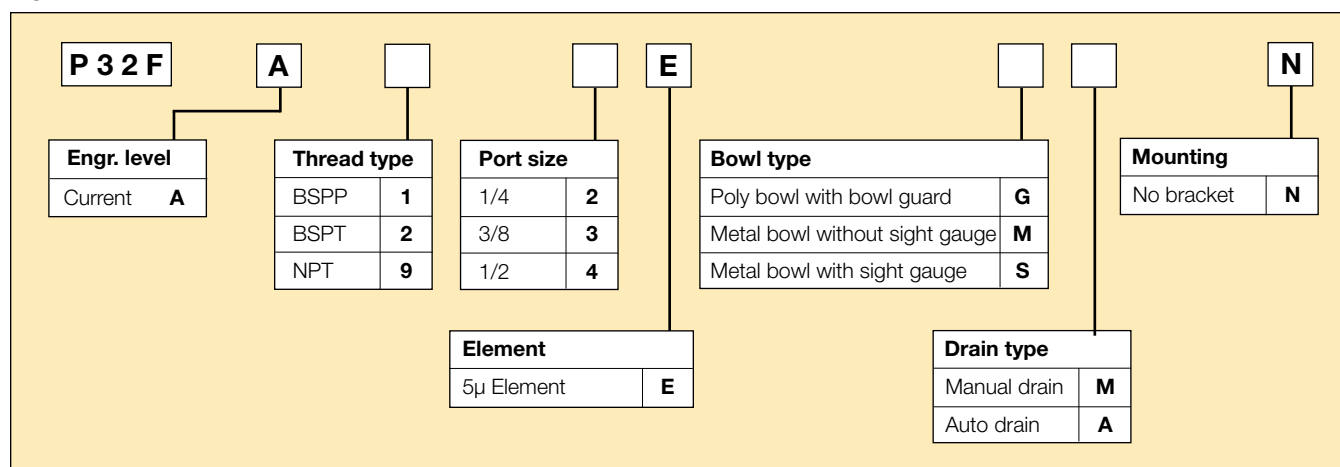 P32F A E N
Engr. level
Current A
Thread type
BSPP 1
BSPT 2
NPT 9
Port size
1/4 2
3/8 3
1/2 4
Bowl type
Poly bowl with bowl guard G
Metal bowl without sight gauge M
Metal bowl with sight gauge S
Mounting
No bracket N
Element
5µ Element E
Drain type
Manual drain M
Auto drain A